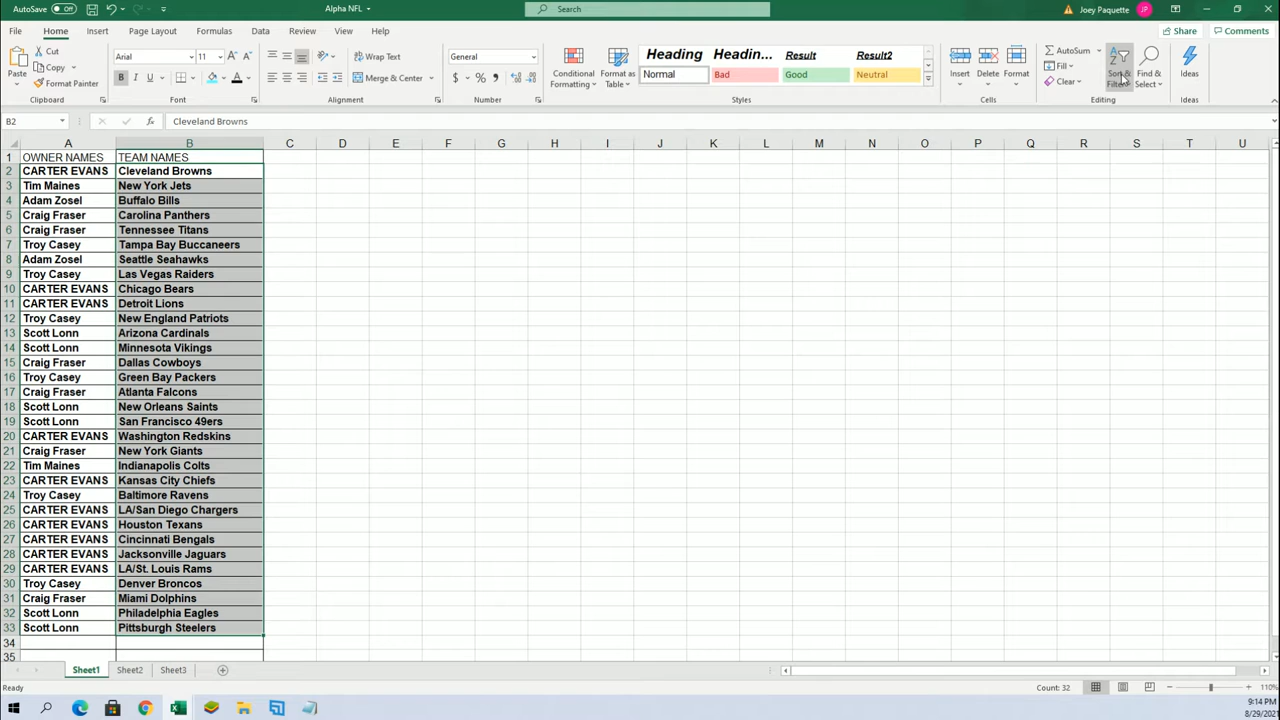 AutoSave Off Alpha NFL Search Joey Paquette JP
File Home Insert Page Layout Formulas Data Review View Help Share Comments
Paste Cut Copy Format Painter Clipboard
Arial 11 A A B I U A Font
ab Wrap Text Merge & Center Alignment
General $ % 9 Number
Conditional Formatting Format as Table
Heading Headin... Result Result2
Normal Bad Good Neutral Styles
Insert Delete Format Cells
AutoSum Fill Clear Sort & Filter Find & Select Editing
Ideas Ideas
B2 fx Cleveland Browns
A B C D E F G H I J K L M N O P Q R S T U
1 OWNER NAMES TEAM NAMES
2 CARTER EVANS Cleveland Browns
3 Tim Maines New York Jets
4 Adam Zosel Buffalo Bills
5 Craig Fraser Carolina Panthers
6 Craig Fraser Tennessee Titans
7 Troy Casey Tampa Bay Buccaneers
8 Adam Zosel Seattle Seahawks
9 Troy Casey Las Vegas Raiders
10 CARTER EVANS Chicago Bears
11 CARTER EVANS Detroit Lions
12 Troy Casey New England Patriots
13 Scott Lonn Arizona Cardinals
14 Scott Lonn Minnesota Vikings
15 Craig Fraser Dallas Cowboys
16 Troy Casey Green Bay Packers
17 Craig Fraser Atlanta Falcons
18 Scott Lonn New Orleans Saints
19 Scott Lonn San Francisco 49ers
20 CARTER EVANS Washington Redskins
21 Craig Fraser New York Giants
22 Tim Maines Indianapolis Colts
23 CARTER EVANS Kansas City Chiefs
24 Troy Casey Baltimore Ravens
25 CARTER EVANS LA/San Diego Chargers
26 CARTER EVANS Houston Texans
27 CARTER EVANS Cincinnati Bengals
28 CARTER EVANS Jacksonville Jaguars
29 CARTER EVANS LA/St. Louis Rams
30 Troy Casey Denver Broncos
31 Craig Fraser Miami Dolphins
32 Scott Lonn Philadelphia Eagles
33 Scott Lonn Pittsburgh Steelers
34
35
Sheet1 Sheet2 Sheet3
Ready Count: 32 110%
9:14 PM